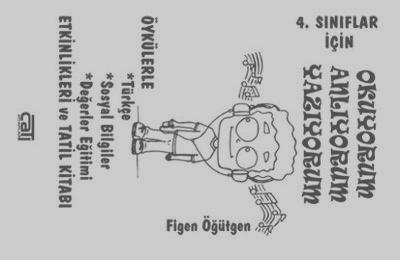 4. SINIFLAR
İÇİN
OKUYORUM
ANLIYORUM
YAZIYORUM
Figen Öğütgen
ÖYKÜLERLE
*Türkçe
*Sosyal Bilgiler
*Değerler Eğitimi
ETKİNLİKLERİ ve TATİL KİTABI